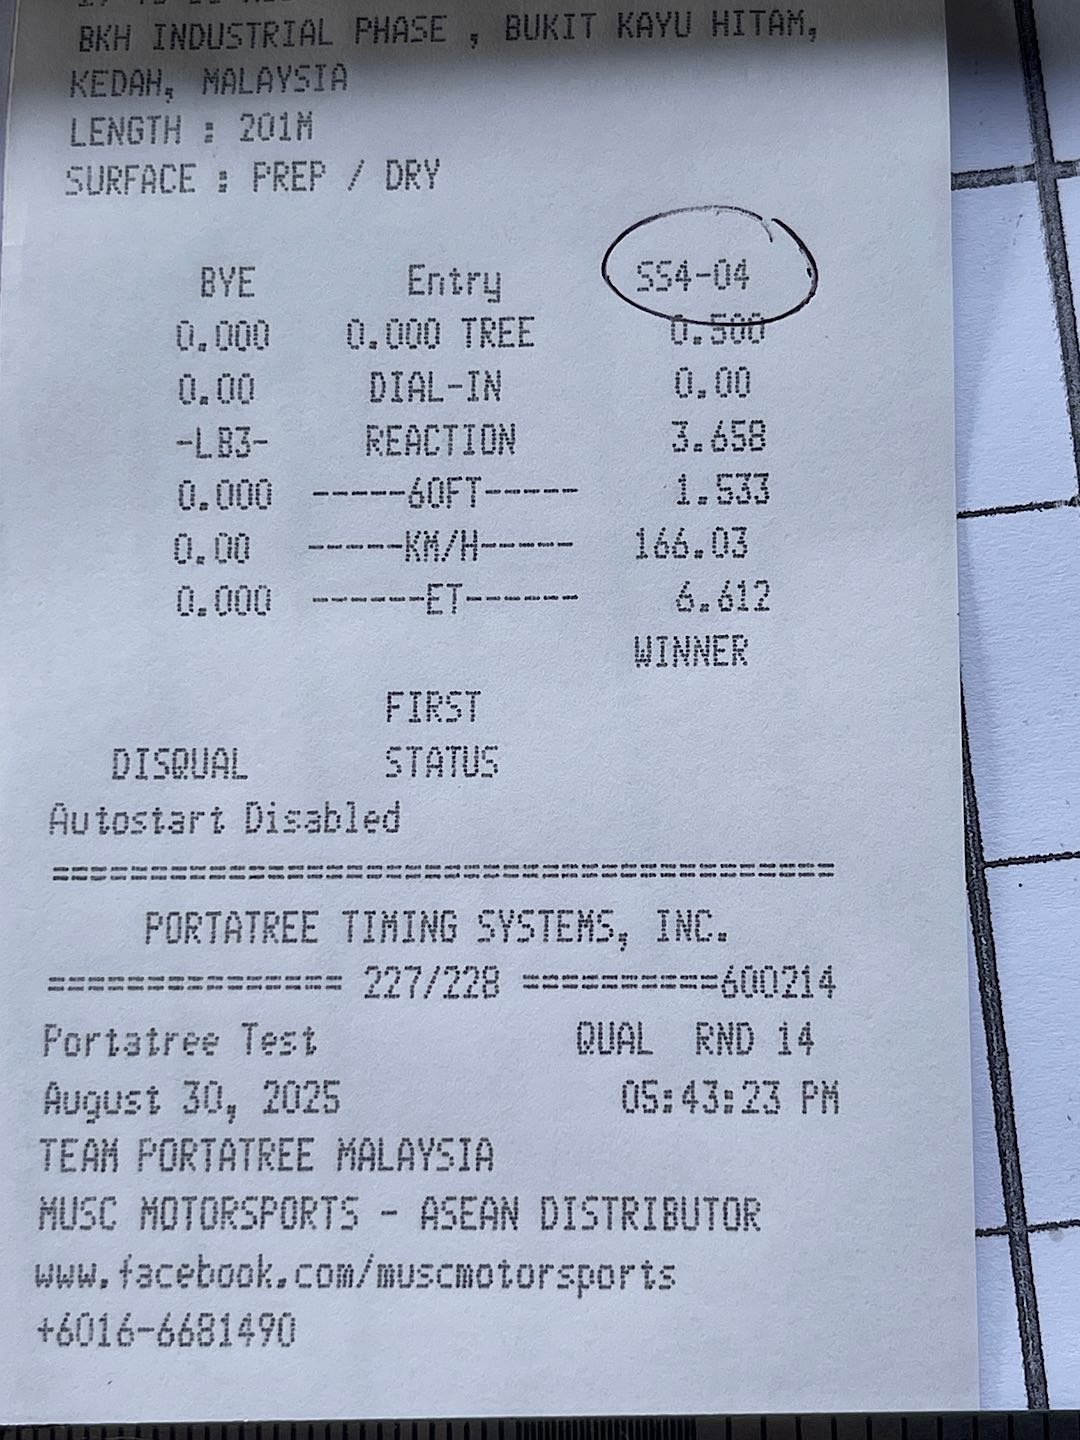 BKH INDUSTRIAL PHASE , BUKIT KAYU HITAM,
KEDAH, MALAYSIA
LENGTH : 201M
SURFACE : PREP / DRY
BYE Entry SS4-04
0.000 0.000 TREE 0.500
0.00 DIAL-IN 0.00
-LB3- REACTION 3.658
0.000 -----60FT----- 1.533
0.00 -----KM/H----- 166.03
0.000 ------ET------ 6.612
WINNER
FIRST
DISQUAL STATUS
Autostart Disabled
========================================
PORTATREE TIMING SYSTEMS, INC.
=============== 227/228 ==========600214
Portatree Test QUAL RND 14
August 30, 2025 05:43:23 PM
TEAM PORTATREE MALAYSIA
MUSC MOTORSPORTS - ASEAN DISTRIBUTOR
www.facebook.com/muscmotorsports
+6016-6681490